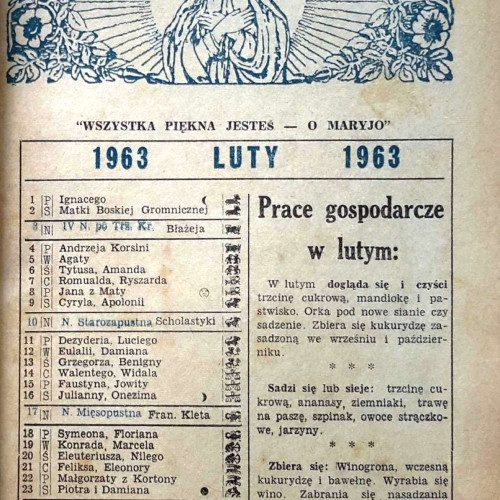 "WSZYSTKA PIĘKNA JESTEŚ — O MARYJO"
1963 LUTY 1963
1 P Ignacego
2 S Matki Boskiej Gromnicznej
3 N IV N. po Trz. Kr. Błażeja
4 P Andrzeja Korsini
5 W Agaty
6 Ś Tytusa, Amanda
7 C Romualda, Ryszarda
8 P Jana z Maty
9 S Cyryla, Apolonii
10 N N. Starozapustna Scholastyki
11 P Dezyderia, Luciego
12 W Eulalii, Damiana
13 Ś Grzegorza, Benigny
14 C Walentego, Widala
15 P Faustyna, Jowity
16 S Julianny, Onezima
17 N N. Mięsopustna Fran. Kleta
18 P Symeona, Floriana
19 W Konrada, Marcela
20 Ś Eleuteriusza, Nilego
21 C Feliksa, Eleonory
22 P Małgorzaty z Kortony
23 S Piotra i Damiana
Prace gospodarcze
w lutym:
W lutym dogląda się i czyści
trzcinę cukrową, mandiokę i pa-
stwisko. Orka pod nowe sianie czy
sadzenie. Zbiera się kukurydzę za-
sadzoną we wrześniu i październi-
ku.
* * *
Sadzi się lub sieje: trzcinę cu-
krową, ananasy, ziemniaki, trawę
na paszę, szpinak, owoce strączko-
we, jarzyny.
* * *
Zbiera się: Winogrona, wczesną
kukurydzę i bawełnę. Wyrabia się
wino. Zabrania się nasadzania